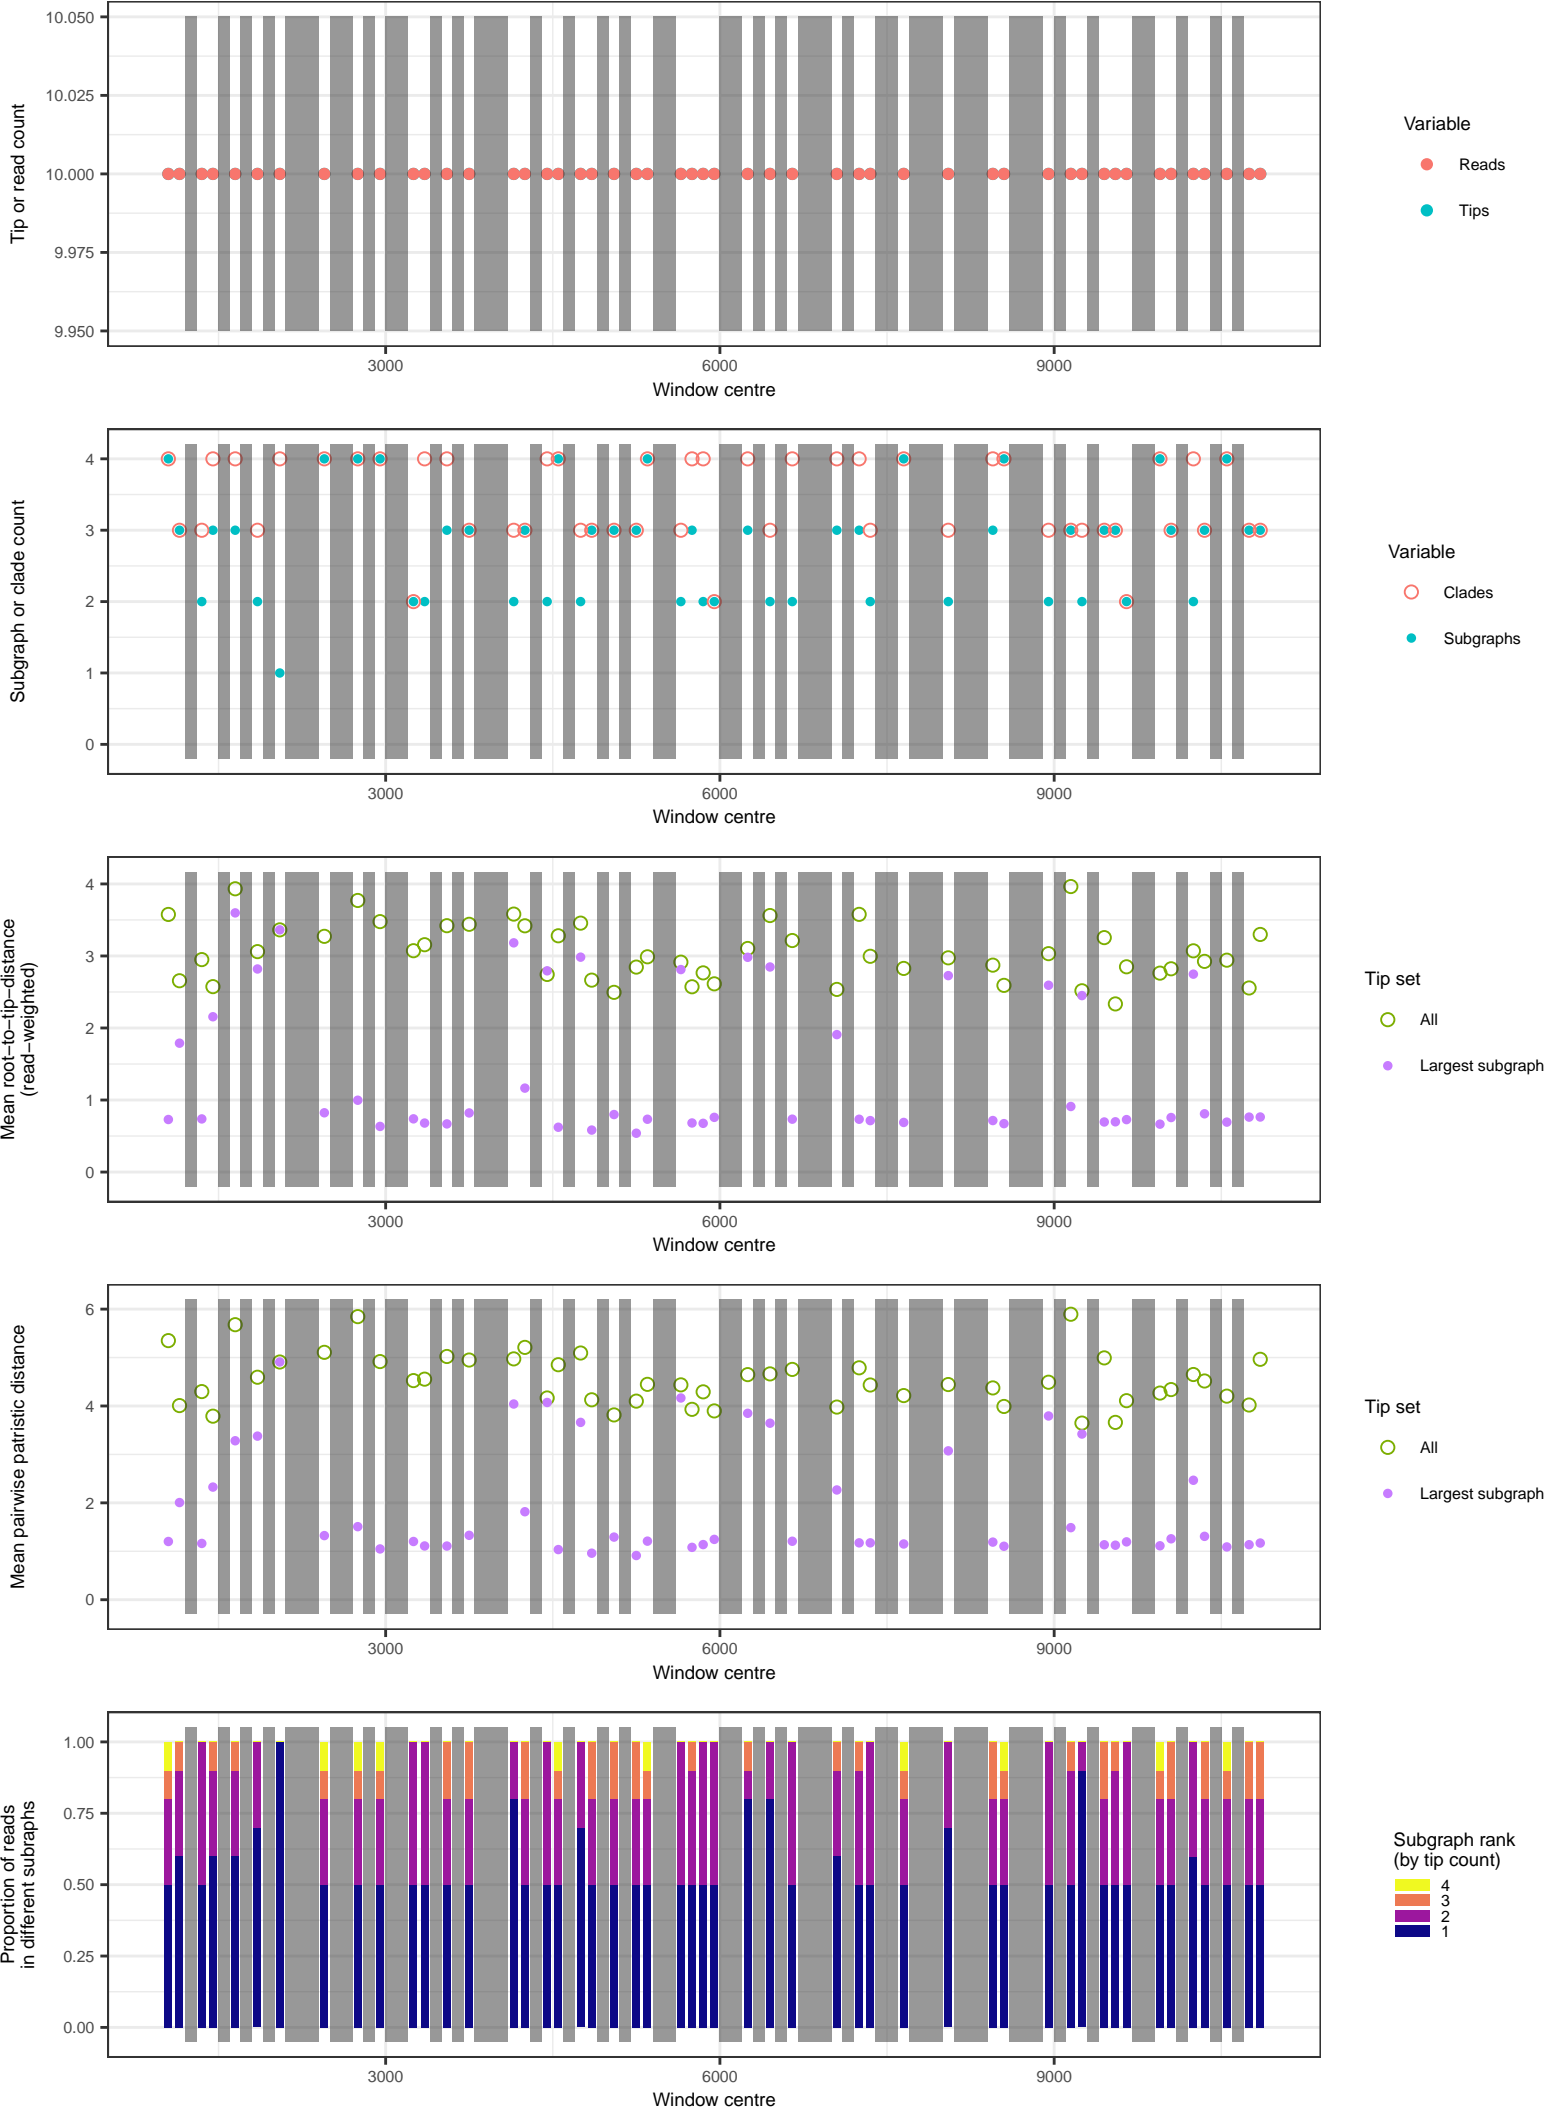 10.050
10.025
10.000
9.975
9.950
Tip or read count
3000 6000 9000
Window centre
Variable
Reads
Tips
4
3
2
1
0
Subgraph or clade count
3000 6000 9000
Window centre
Variable
Clades
Subgraphs
4
3
2
1
0
Mean root−to−tip−distance
(read−weighted)
3000 6000 9000
Window centre
Tip set
All
Largest subgraph
6
4
2
0
Mean pairwise patristic distance
3000 6000 9000
Window centre
Tip set
All
Largest subgraph
1.00
0.75
0.50
0.25
0.00
Proportion of reads
in different subraphs
3000 6000 9000
Window centre
Subgraph rank
(by tip count)
4
3
2
1